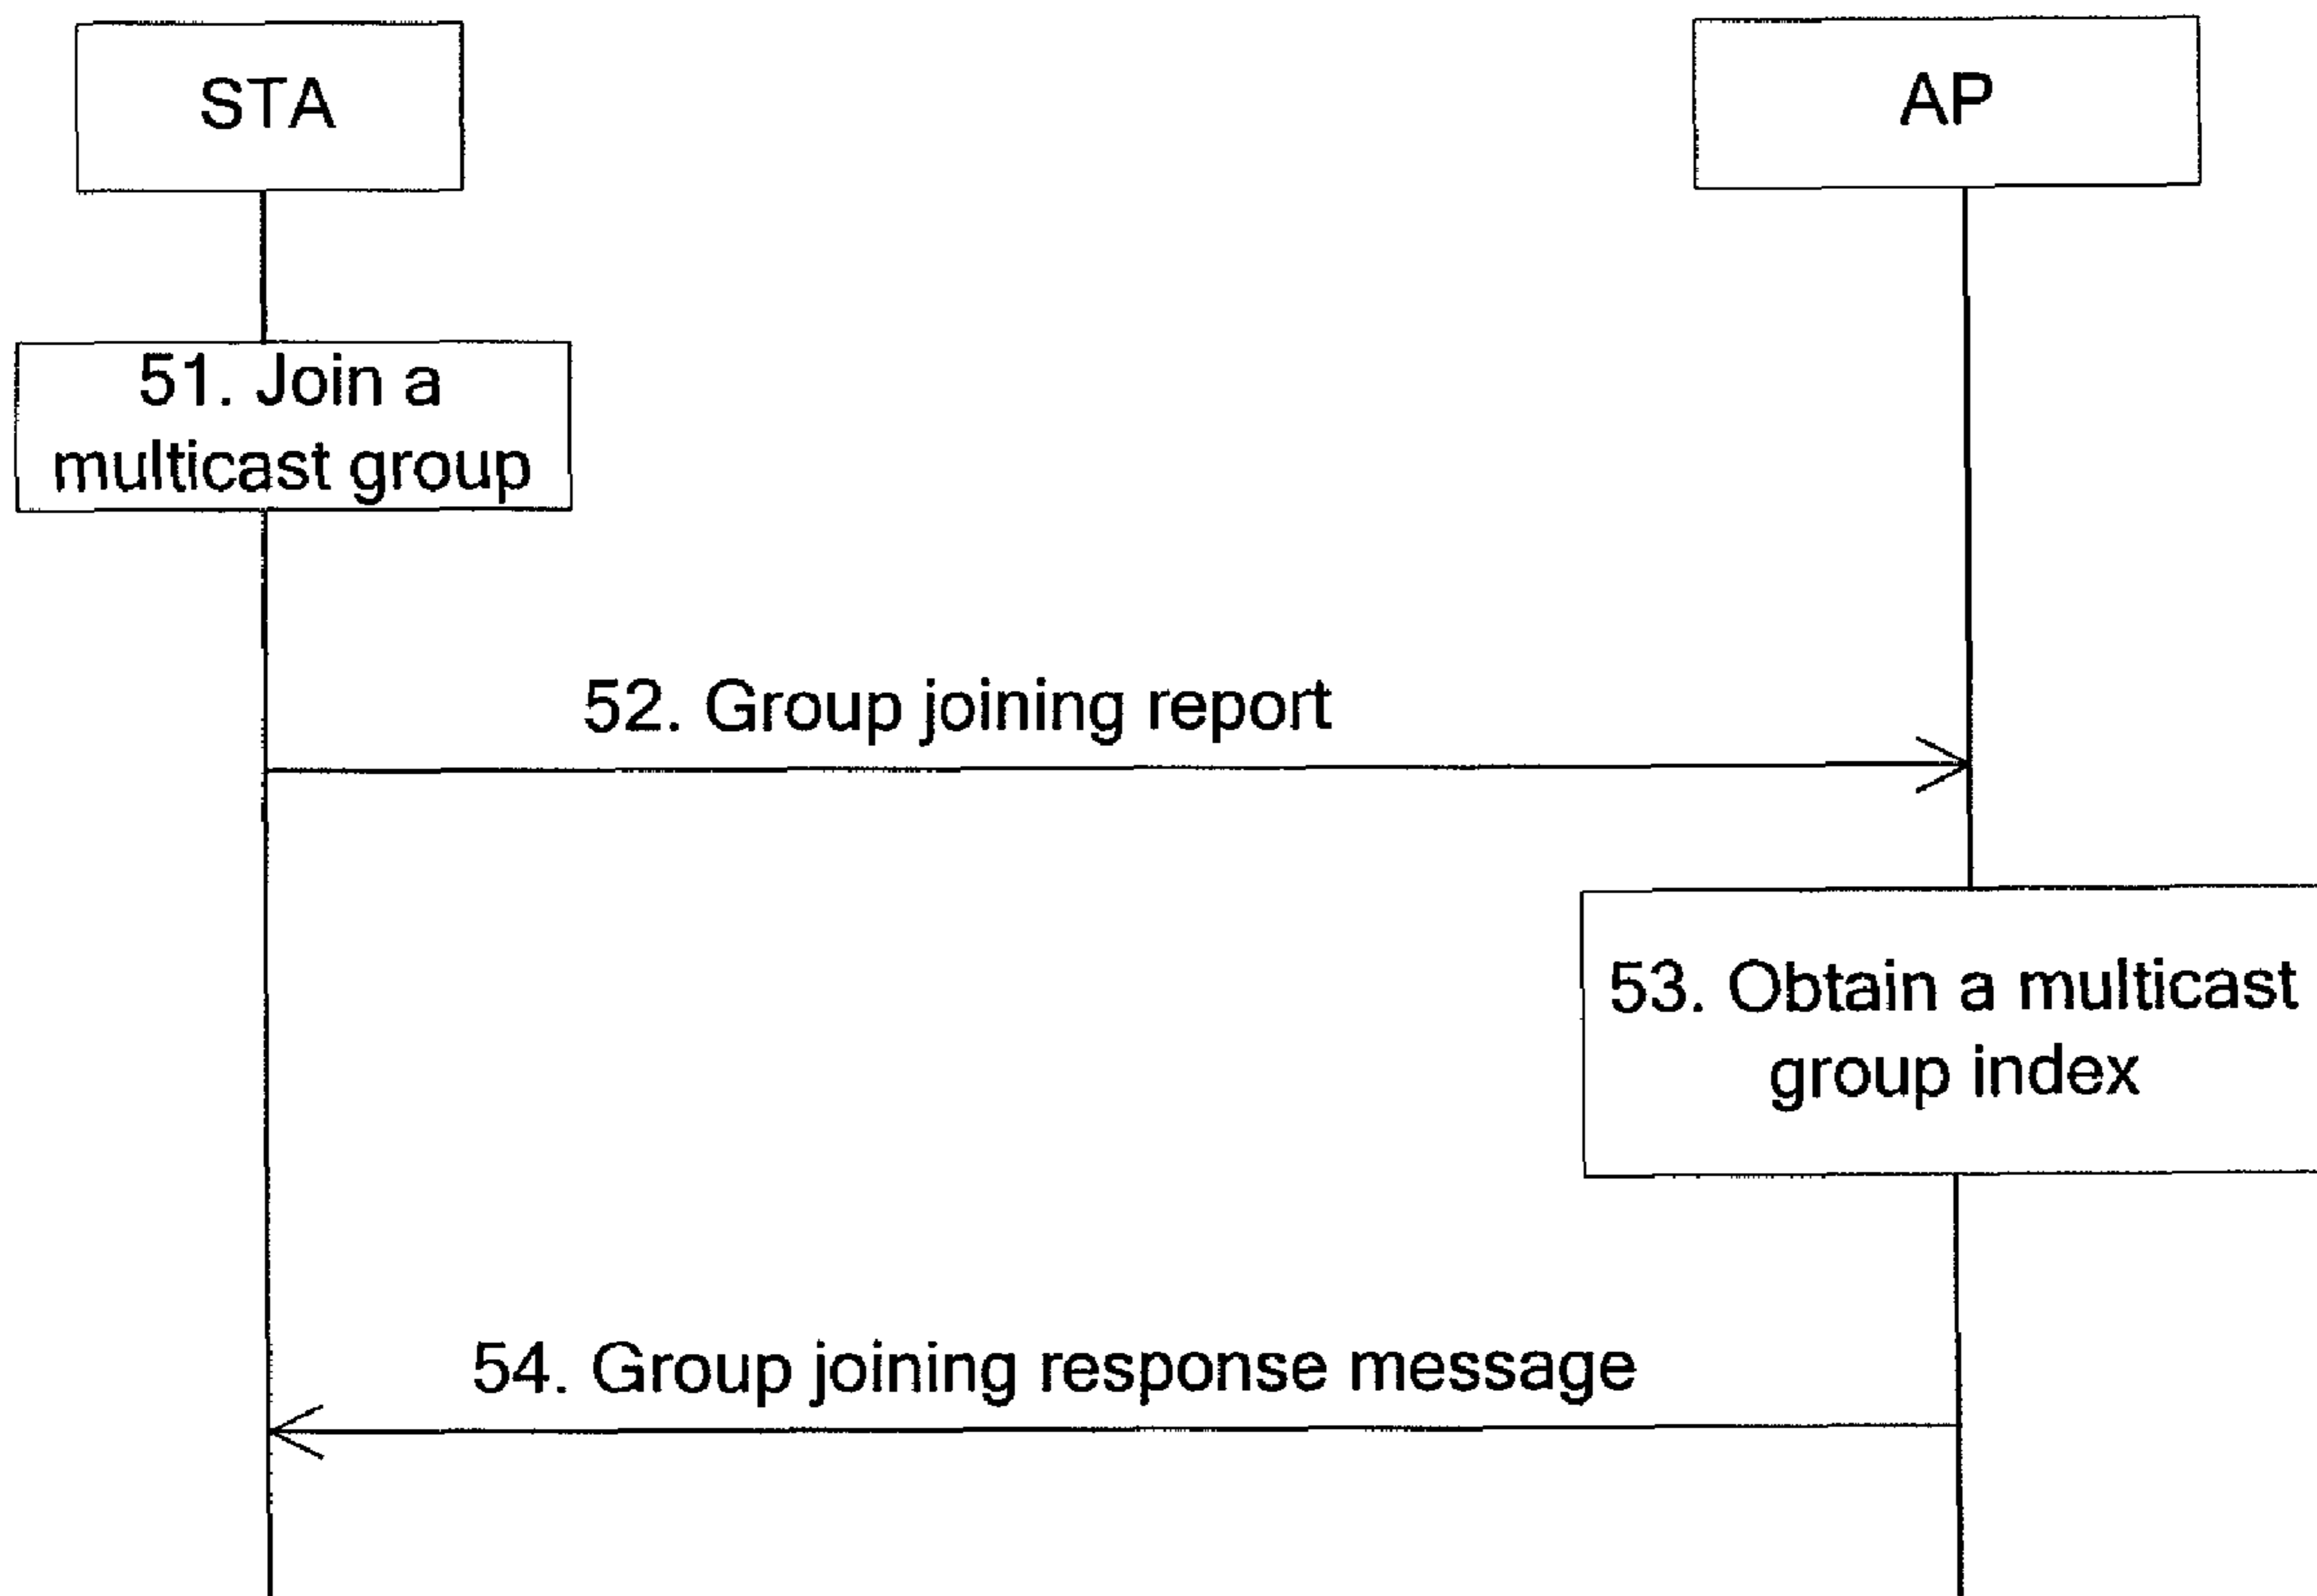 STA
AP
51. Join a
multicast group
52. Group joining report
53. Obtain a multicast
group index
54. Group joining response message